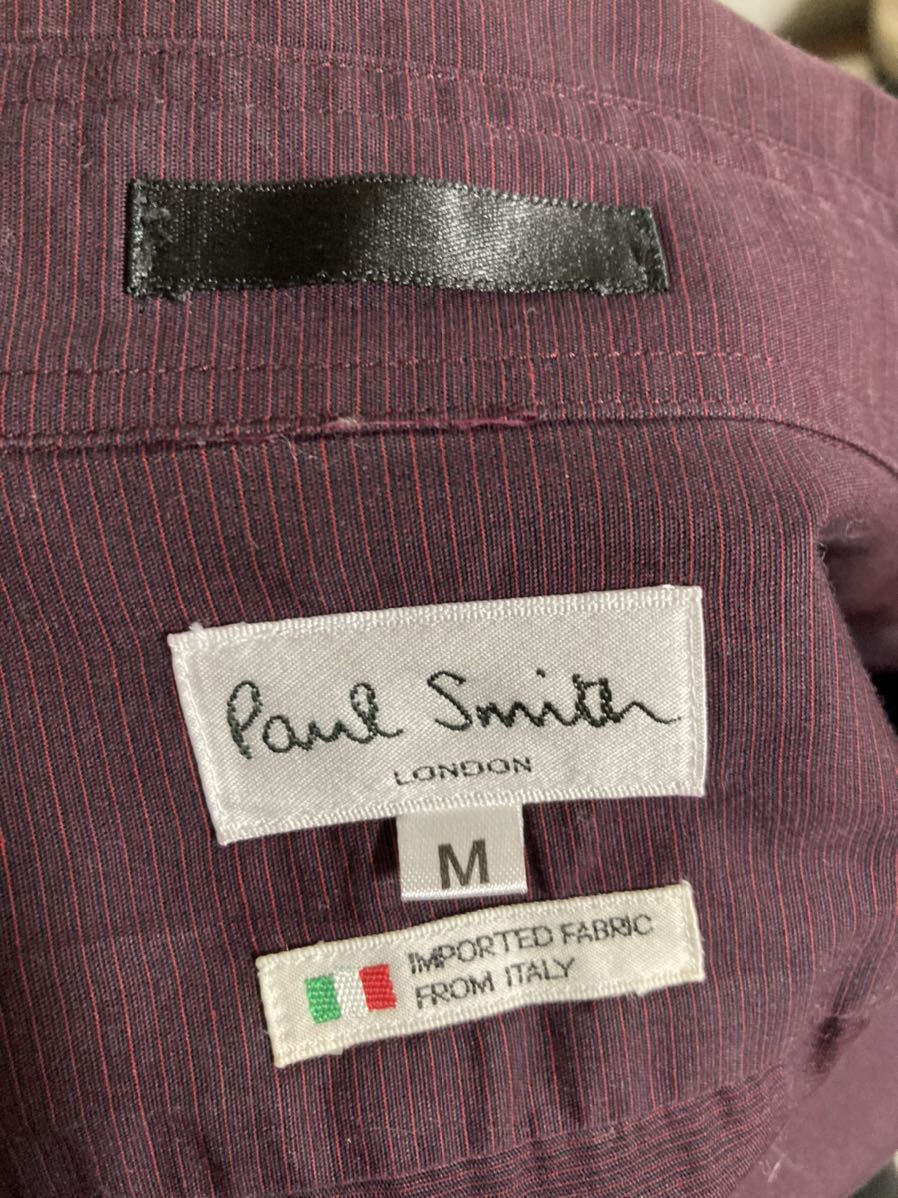 Paul Smith
LONDON
M
IMPORTED FABRIC
FROM ITALY